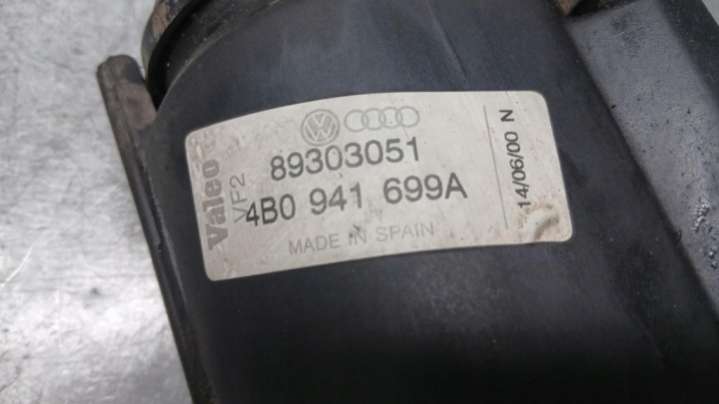 Valeo
VF2
89303051
4B0 941 699A
MADE IN SPAIN
14/06/00 N